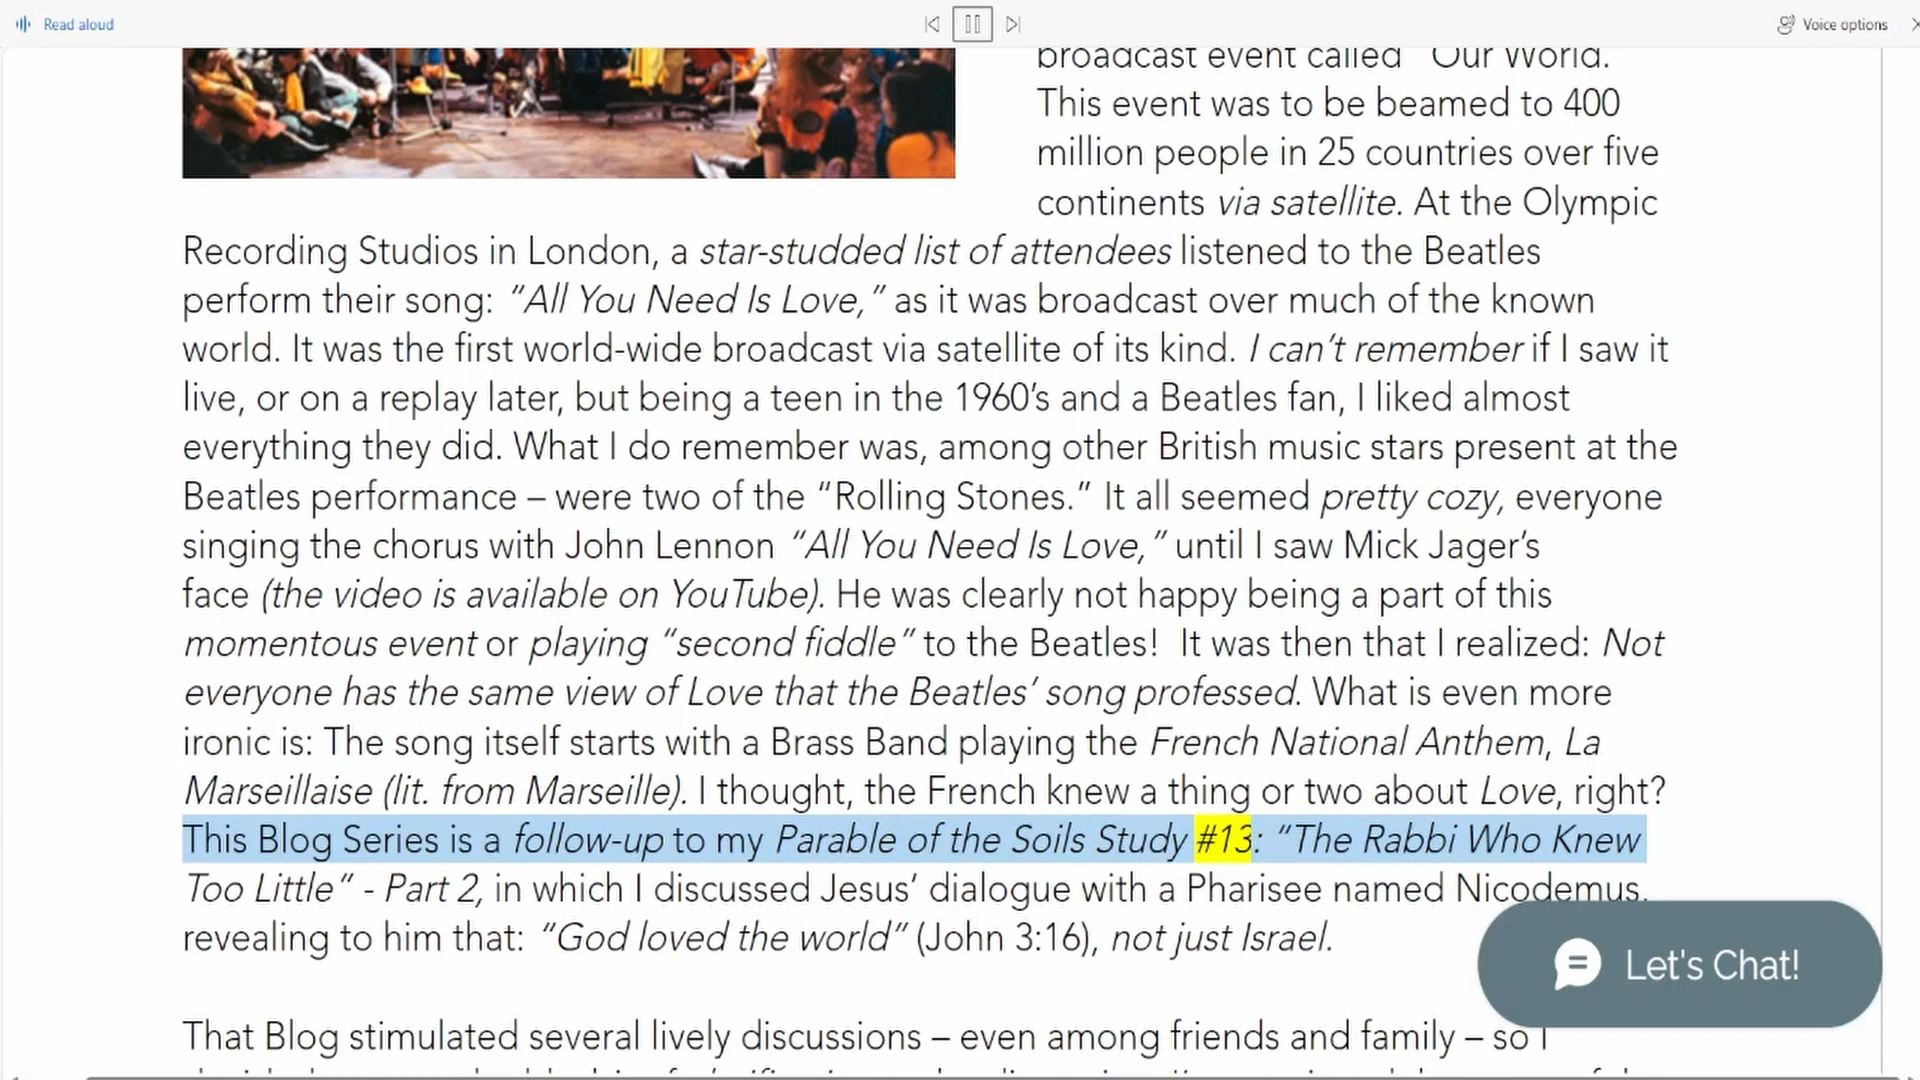 Read aloud
Voice options
broadcast event called "Our World.
This event was to be beamed to 400
million people in 25 countries over five
continents via satellite. At the Olympic
Recording Studios in London, a star-studded list of attendees listened to the Beatles
perform their song: "All You Need Is Love," as it was broadcast over much of the known
world. It was the first world-wide broadcast via satellite of its kind. I can't remember if I saw it
live, or on a replay later, but being a teen in the 1960's and a Beatles fan, I liked almost
everything they did. What I do remember was, among other British music stars present at the
Beatles performance – were two of the "Rolling Stones." It all seemed pretty cozy, everyone
singing the chorus with John Lennon "All You Need Is Love," until I saw Mick Jager's
face (the video is available on YouTube). He was clearly not happy being a part of this
momentous event or playing "second fiddle" to the Beatles!  It was then that I realized: Not
everyone has the same view of Love that the Beatles' song professed. What is even more
ironic is: The song itself starts with a Brass Band playing the French National Anthem, La
Marseillaise (lit. from Marseille). I thought, the French knew a thing or two about Love, right?
This Blog Series is a follow-up to my Parable of the Soils Study #13: "The Rabbi Who Knew
Too Little" - Part 2, in which I discussed Jesus' dialogue with a Pharisee named Nicodemus,
revealing to him that: "God loved the world" (John 3:16), not just Israel.
Let's Chat!
That Blog stimulated several lively discussions – even among friends and family – so I